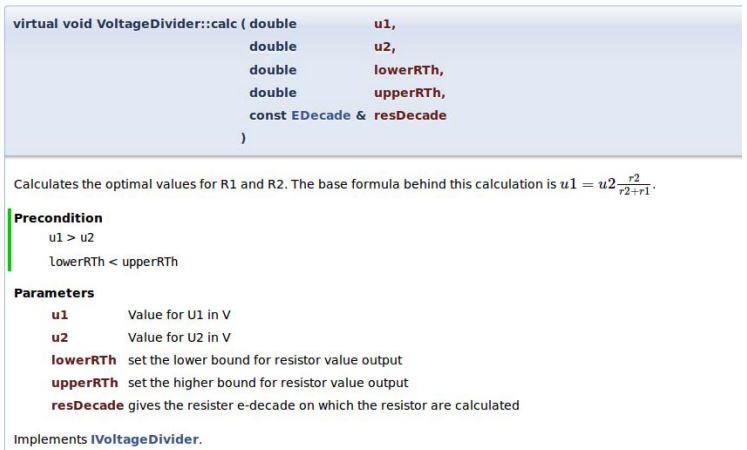 virtual void VoltageDivider::calc ( double u1,
double u2,
double lowerRTh,
double upperRTh,
const EDecade & resDecade
)
Calculates the optimal values for R1 and R2. The base formula behind this calculation is u1 = u2 r2/(r2+r1).
Precondition
u1 > u2
lowerRTh < upperRTh
Parameters
u1 Value for U1 in V
u2 Value for U2 in V
lowerRTh set the lower bound for resistor value output
upperRTh set the higher bound for resistor value output
resDecade gives the resister e-decade on which the resistor are calculated
Implements IVoltageDivider.